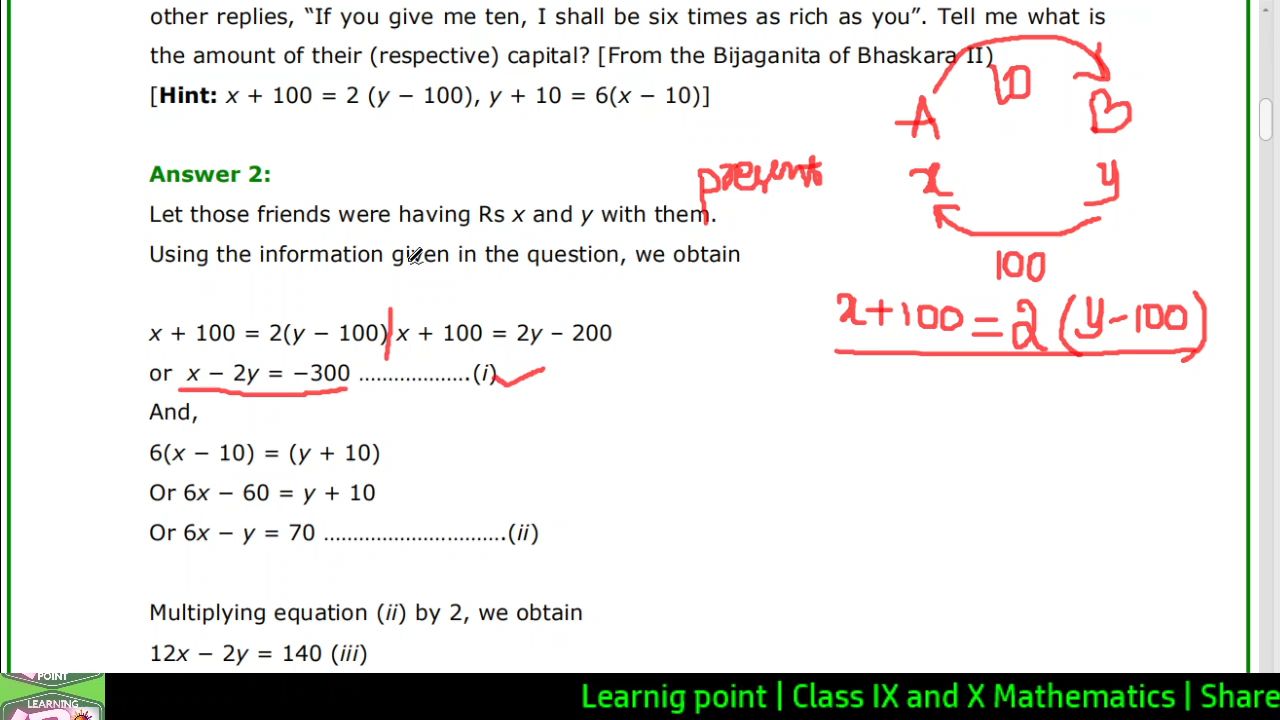 other replies, “If you give me ten, I shall be six times as rich as you”. Tell me what is
the amount of their (respective) capital? [From the Bijaganita of Bhaskara II)
[Hint: x + 100 = 2 (y − 100), y + 10 = 6(x − 10)]
10
A B
Answer 2:
present x y
Let those friends were having Rs x and y with them.
Using the information given in the question, we obtain
100
x+100 = 2 (y-100)
x + 100 = 2(y − 100) x + 100 = 2y – 200
or x − 2y = −300 ...................(i)
And,
6(x − 10) = (y + 10)
Or 6x − 60 = y + 10
Or 6x − y = 70 ..............................(ii)
Multiplying equation (ii) by 2, we obtain
12x − 2y = 140 (iii)
POINT
LEARNING
Learnig point | Class IX and X Mathematics | Share